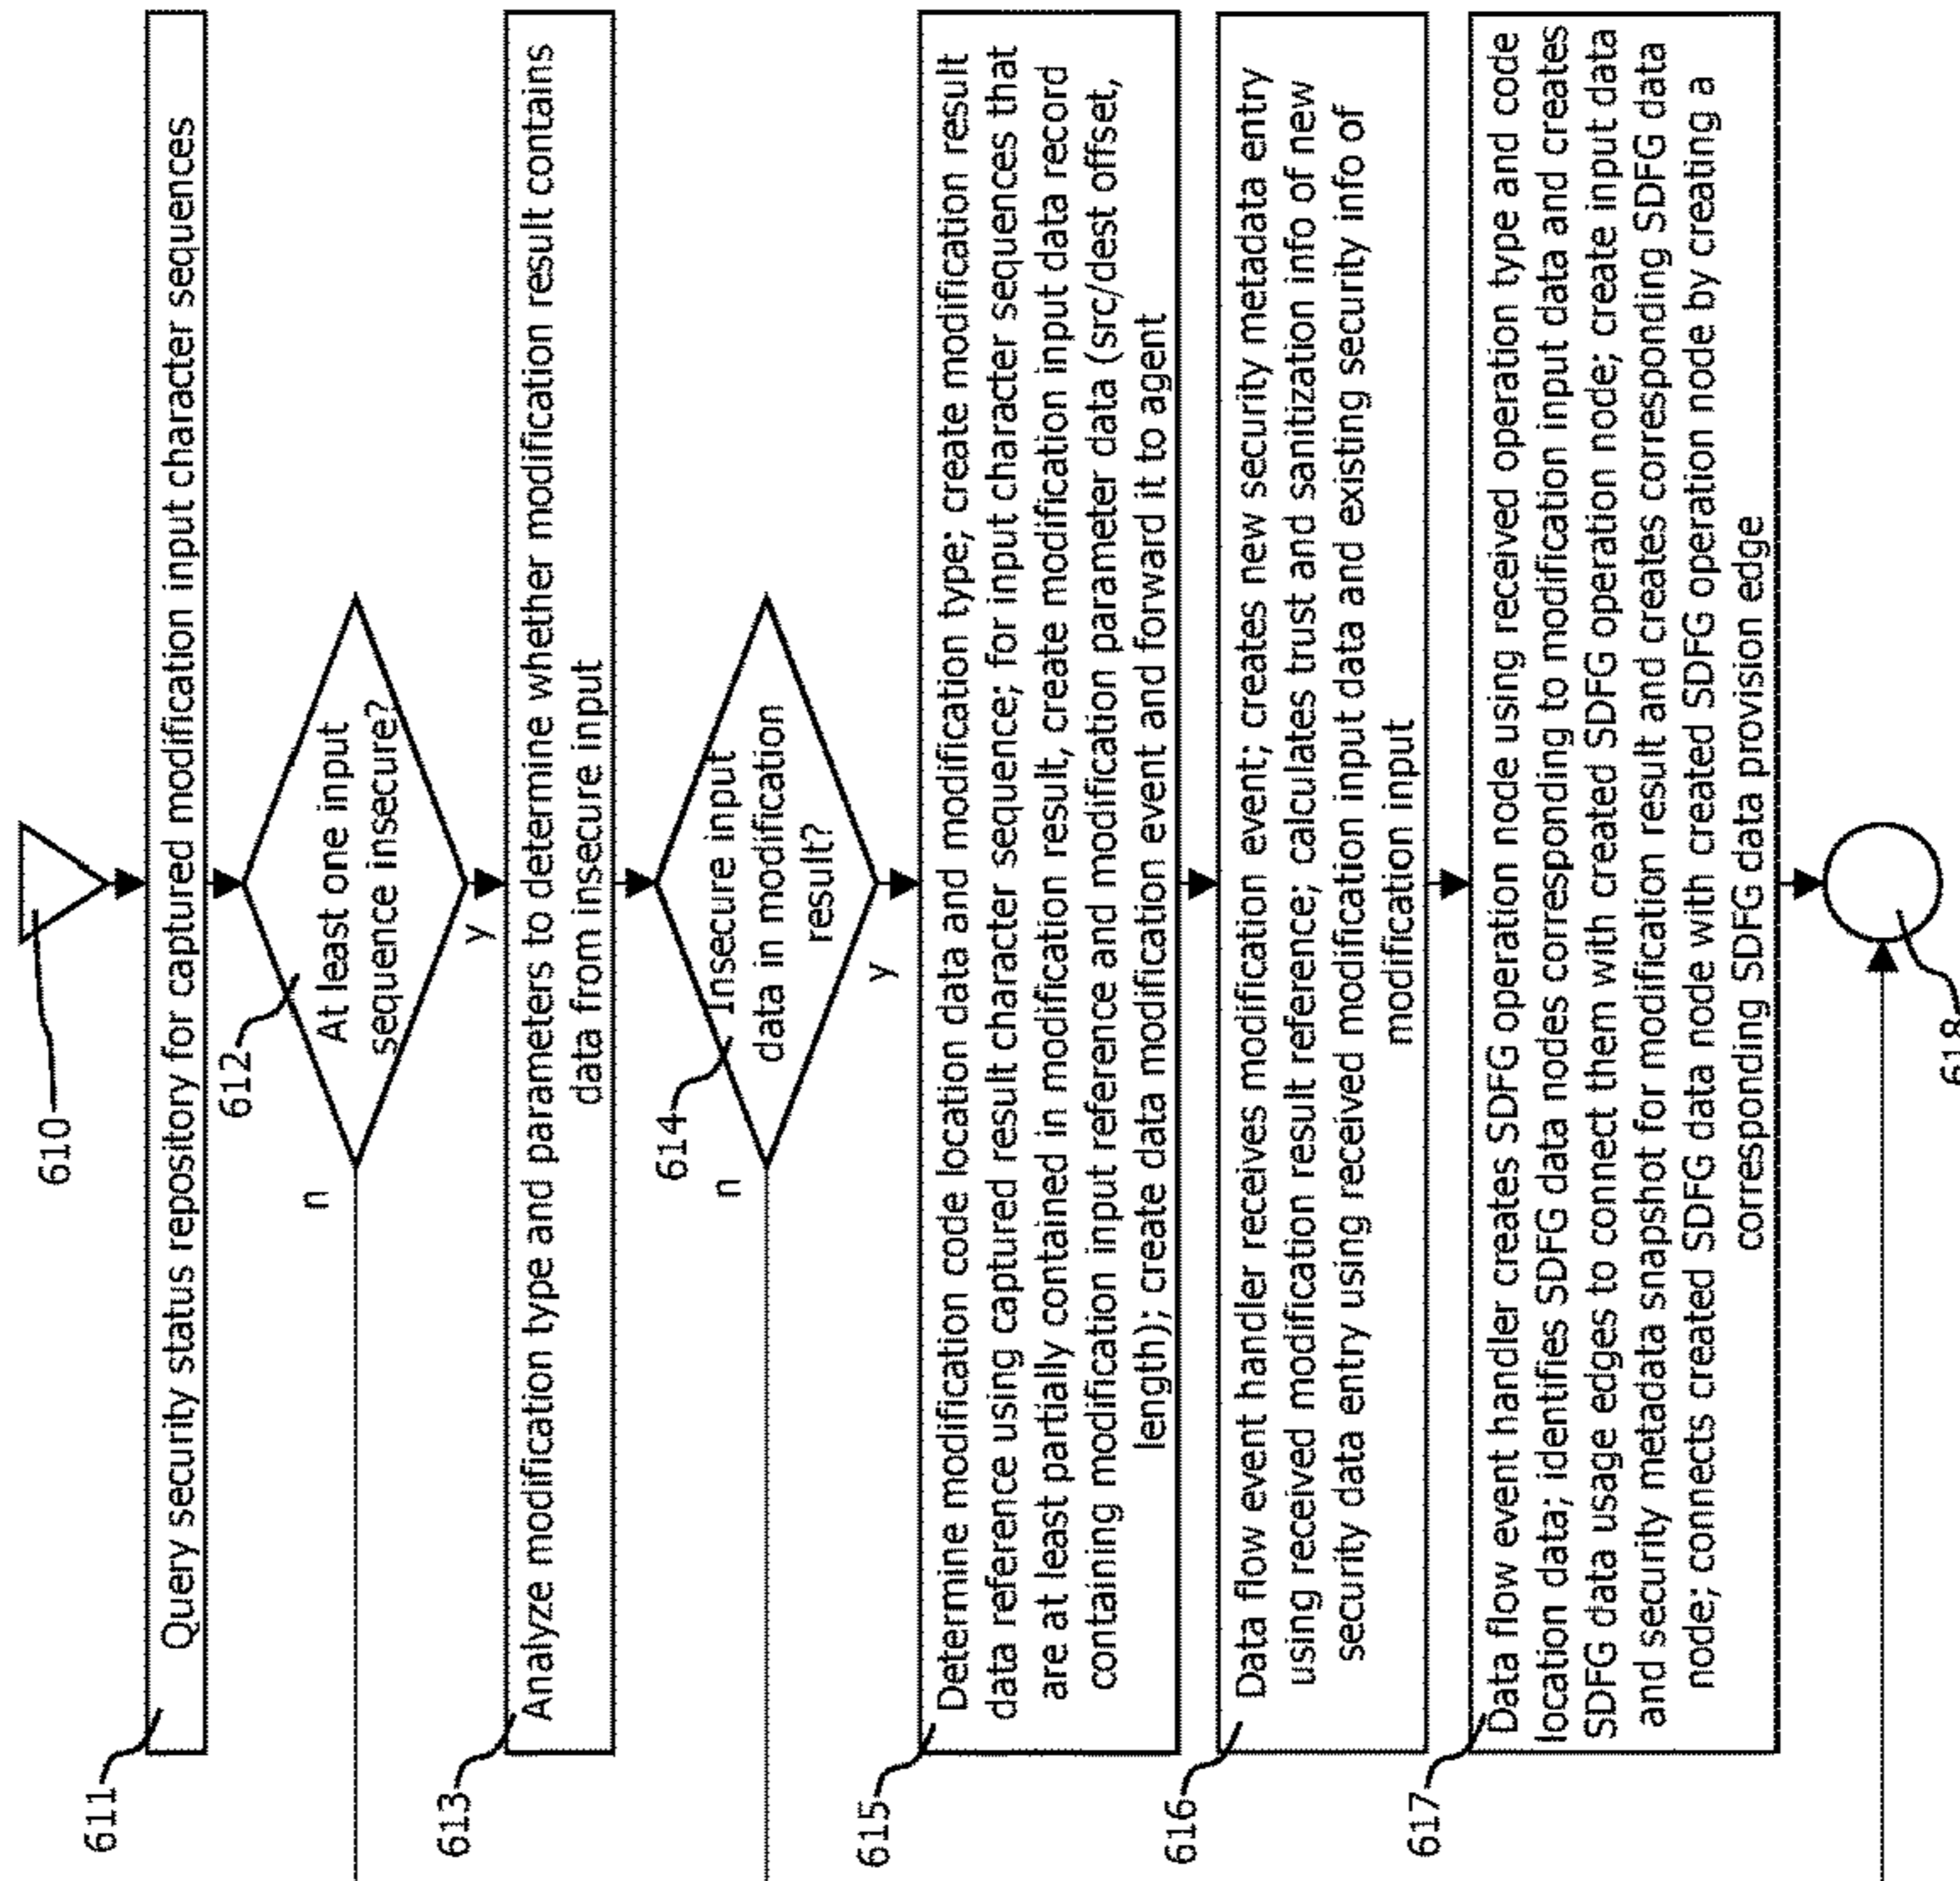 610
611
Query security status repository for captured modification input character sequences
612
At least one input
sequence insecure?
n
y
613
Analyze modification type and parameters to determine whether modification result contains
data from insecure input
614
Insecure input
data in modification
result?
n
y
615
Determine modification code location data and modification type; create modification result
data reference using captured result character sequence; for input character sequences that
are at least partially contained in modification result, create modification input data record
containing modification input reference and modification parameter data (src/dest offset,
length); create data modification event and forward it to agent
616
Data flow event handler receives modification event; creates new security metadata entry
using received modification result reference; calculates trust and sanitization info of new
security data entry using received modification input data and existing security info of
modification input
617
Data flow event handler creates SDFG operation node using received operation type and code
location data; identifies SDFG data nodes corresponding to modification input data and creates
SDFG data usage edges to connect them with created SDFG operation node; create input data
and security metadata snapshot for modification result and creates corresponding SDFG data
node; connects created SDFG data node with created SDFG operation node by creating a
corresponding SDFG data provision edge
618